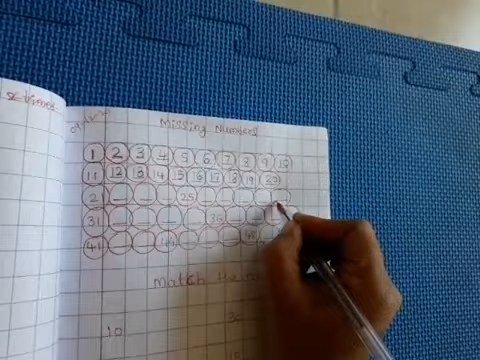 Missing Numbers
1 2 3 4 5 6 7 8 9 10
11 12 13 14 15 16 17 18 19 20
21 _ _ _ 25 _ _ _ _ _
31 _ _ _ _ 36 _ _
41 _ _ 44 _ _ _ 48
Match the
10